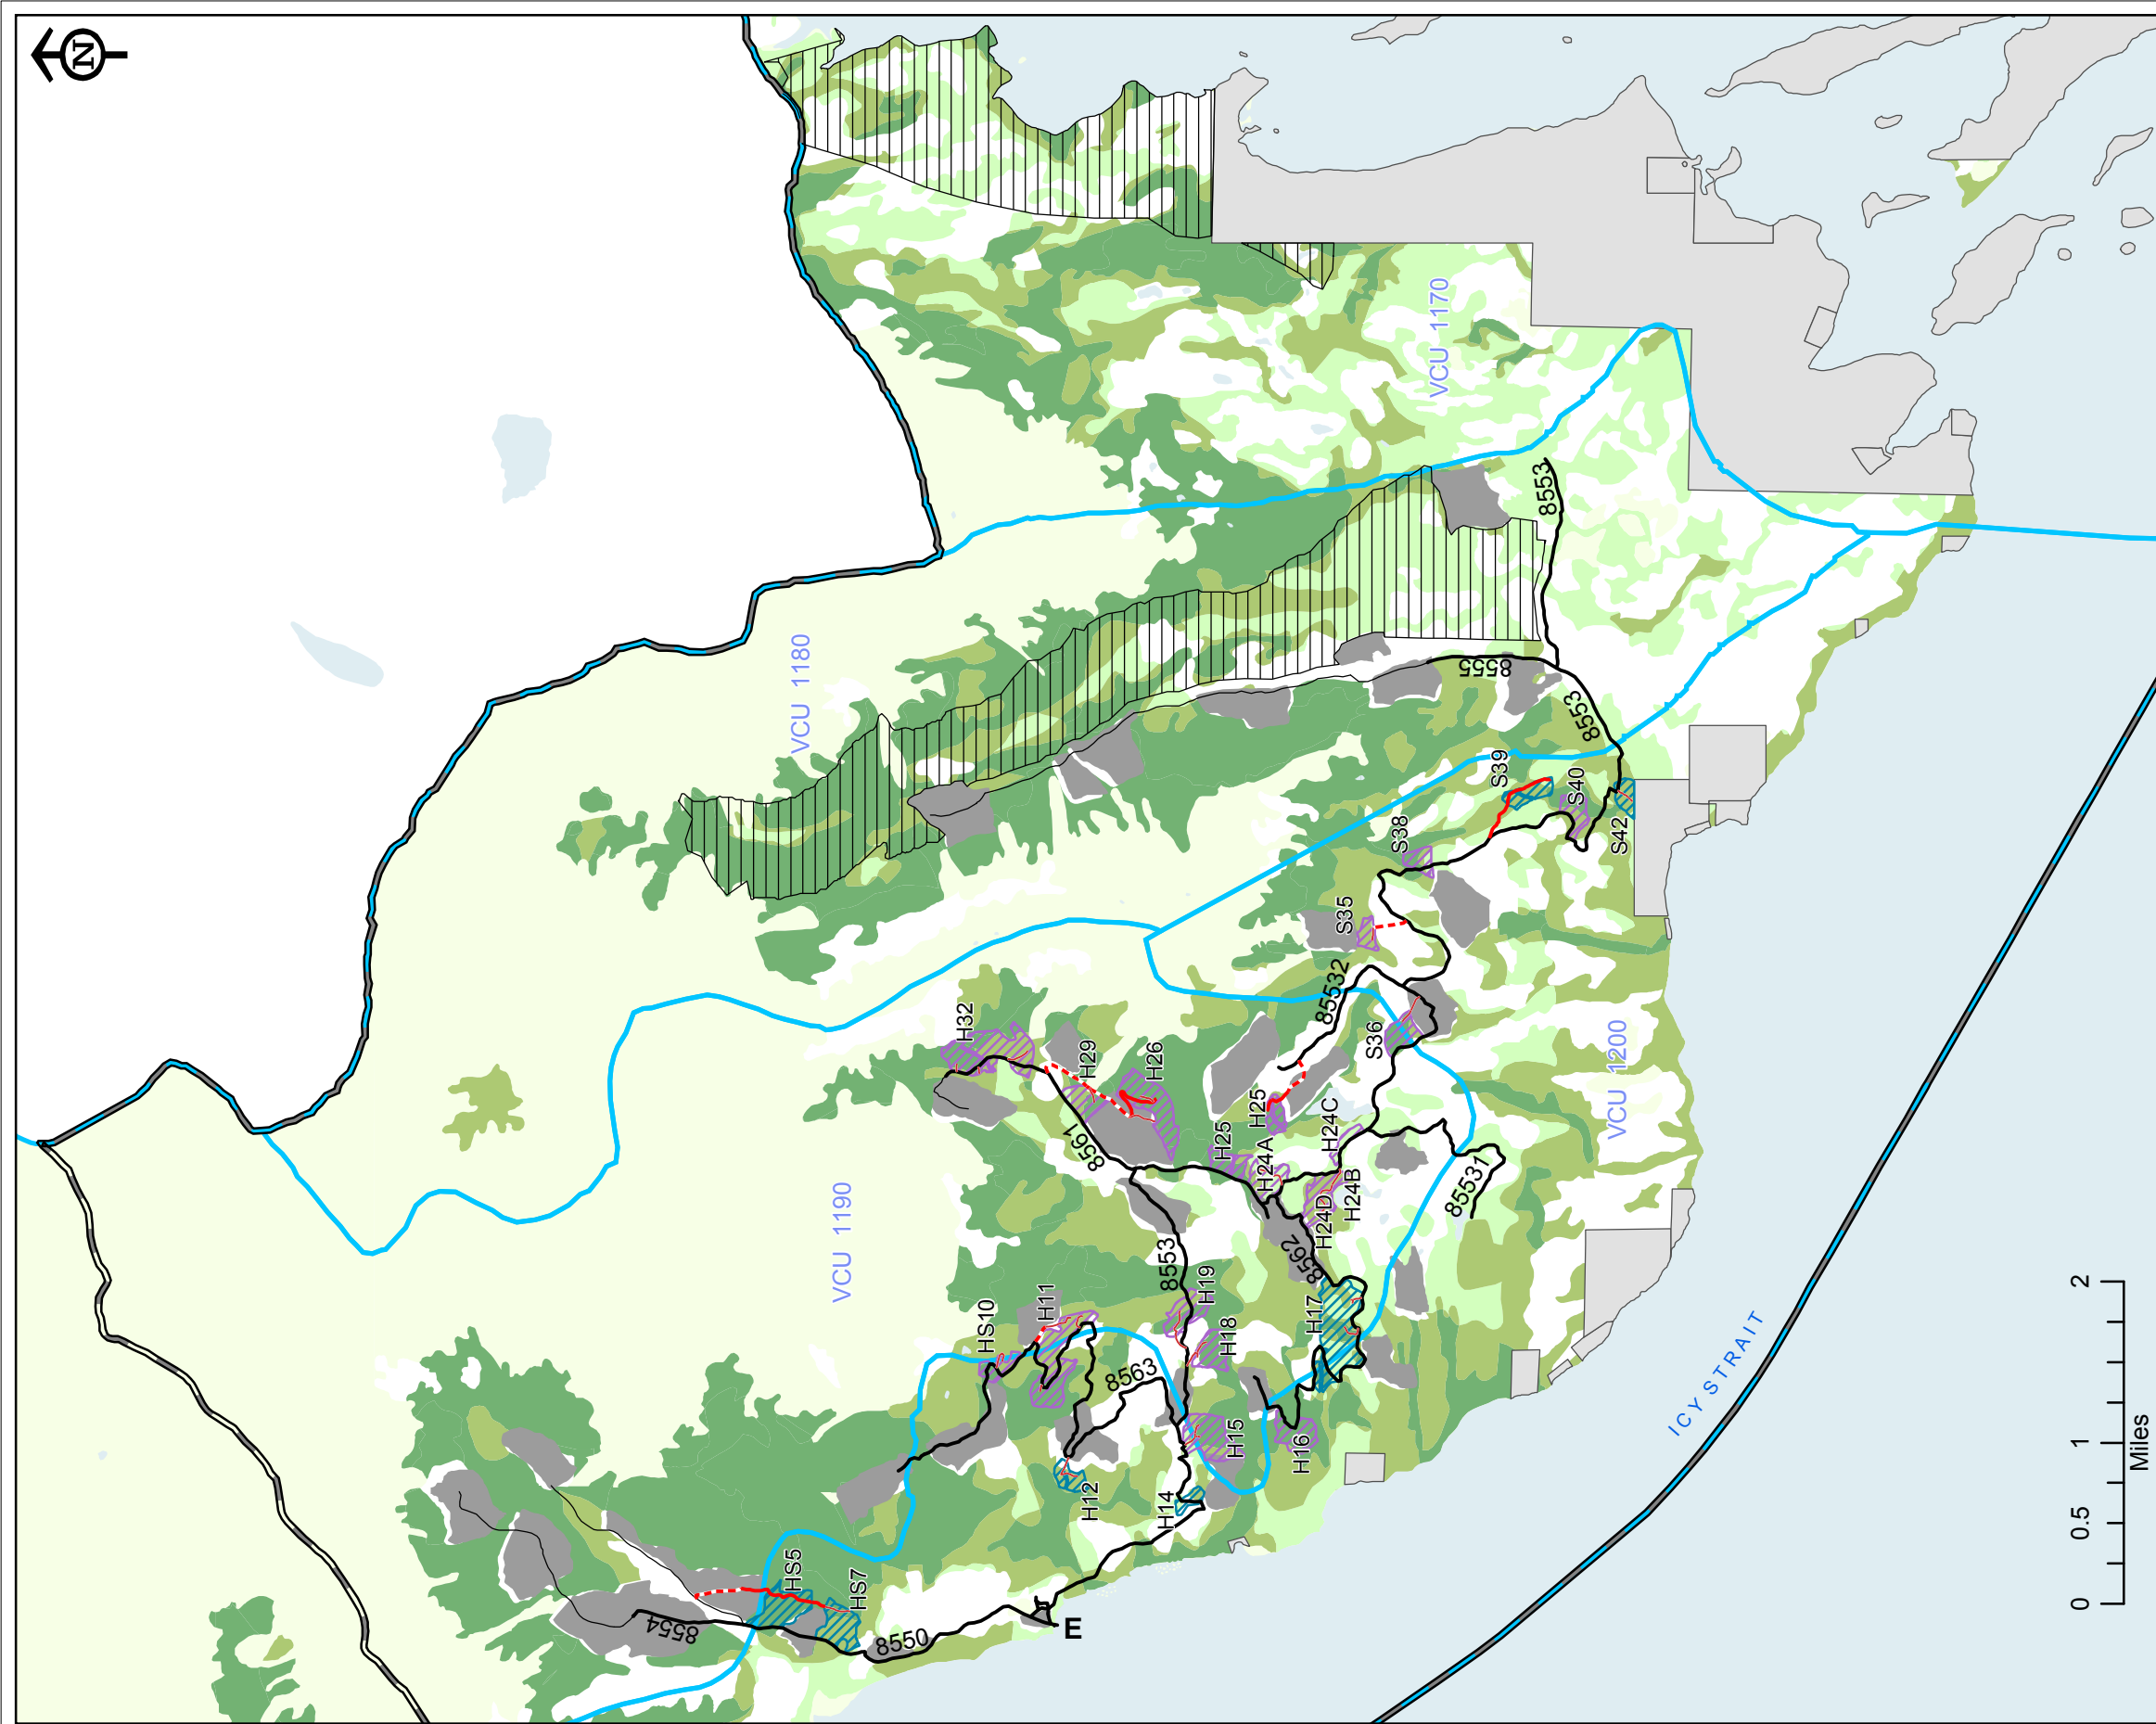 N
VCU 1170
8553
VCU 1180
8555
8553
S39
S40
S38
S42
S35
85532
H32
S36
H29
H26
VCU 1200
H25
H24C
8561
H25
H24A
H24B
85531
H24D
VCU 1190
8562
8553
H19
H11
HS10
H17
H18
8563
ICY STRAIT
H15
H16
H12
H14
HS5
HS7
8554
8550
E
0 0.5 1 2
Miles